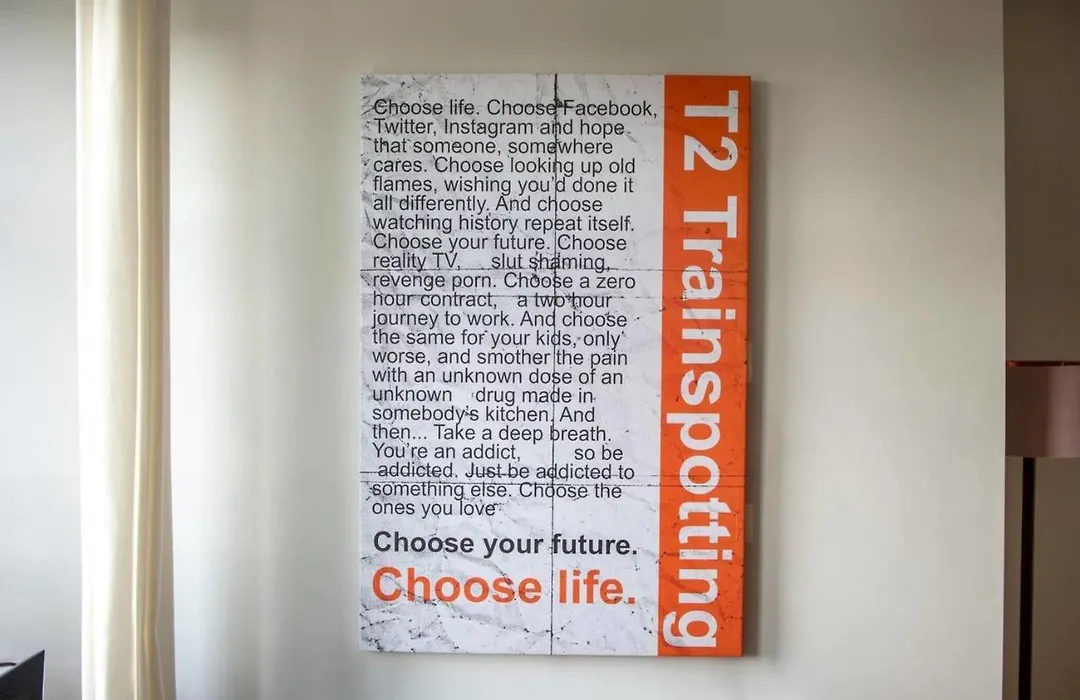 Choose life. Choose Facebook,
Twitter, Instagram and hope
that someone, somewhere
cares. Choose looking up old
flames, wishing you'd done it
all differently. And choose
watching history repeat itself.
Choose your future. Choose
reality TV, slut shaming,
revenge porn. Choose a zero
hour contract, a two hour
journey to work. And choose
the same for your kids, only
worse, and smother the pain
with an unknown dose of an
unknown drug made in
somebody's kitchen. And
then... Take a deep breath.
You're an addict, so be
addicted. Just be addicted to
something else. Choose the
ones you love
Choose your future.
Choose life.
T2 Trainspotting